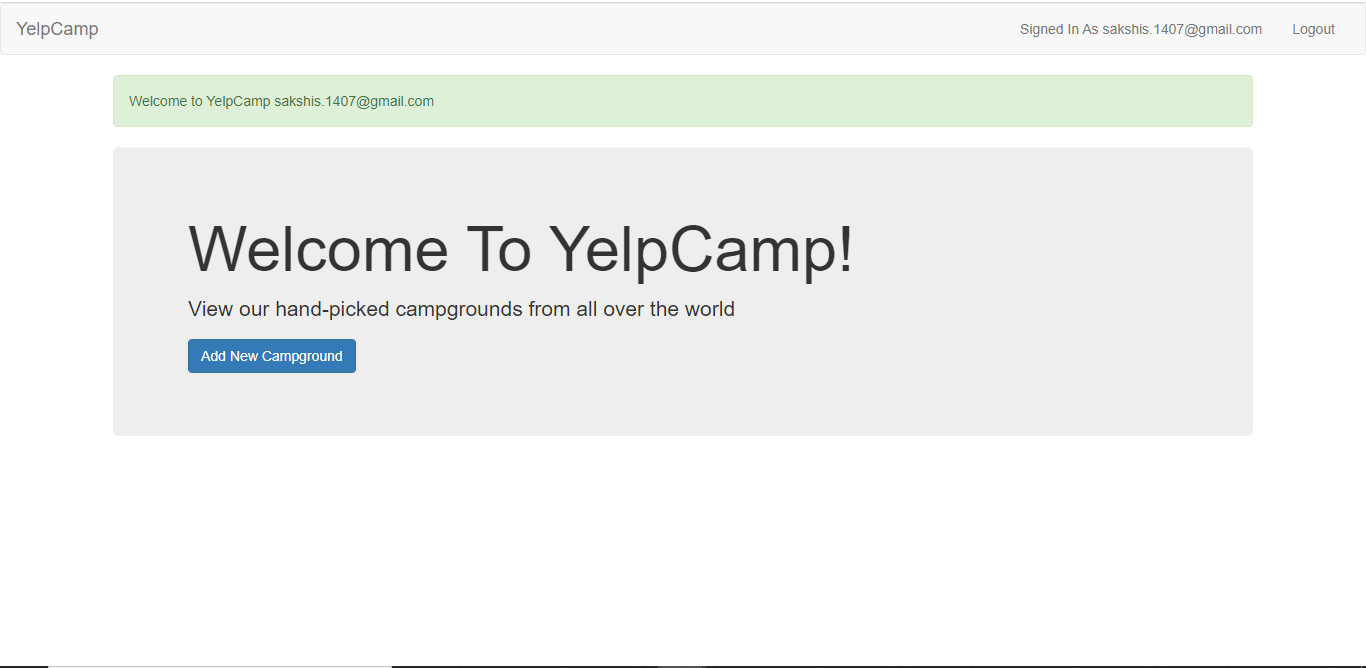 YelpCamp Signed In As sakshis.1407@gmail.com Logout
Welcome to YelpCamp sakshis.1407@gmail.com
Welcome To YelpCamp!
View our hand-picked campgrounds from all over the world
Add New Campground